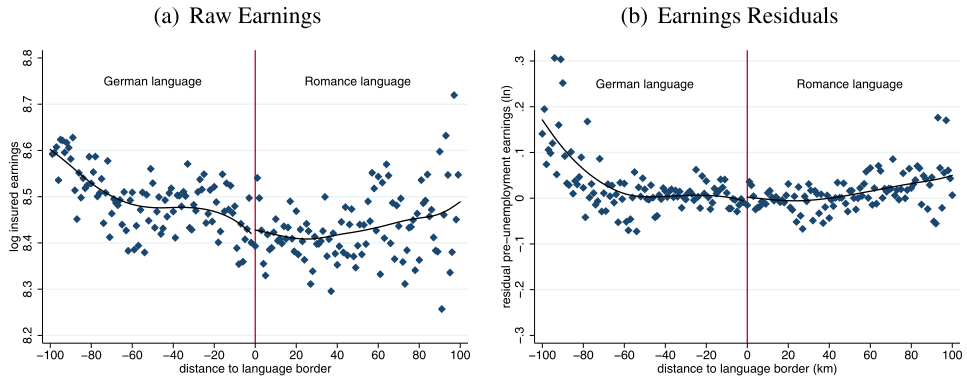 (a) Raw Earnings
8.8
8.7
8.6
8.5
8.4
8.3
8.2
log insured earnings
German language
Romance language
−100 −80 −60 −40 −20 0 20 40 60 80 100
distance to language border
(b) Earnings Residuals
.3
.2
.1
0
−.1
−.2
−.3
residual pre−unemployment earnings (ln)
German language
Romance language
−100 −80 −60 −40 −20 0 20 40 60 80 100
distance to language border (km)